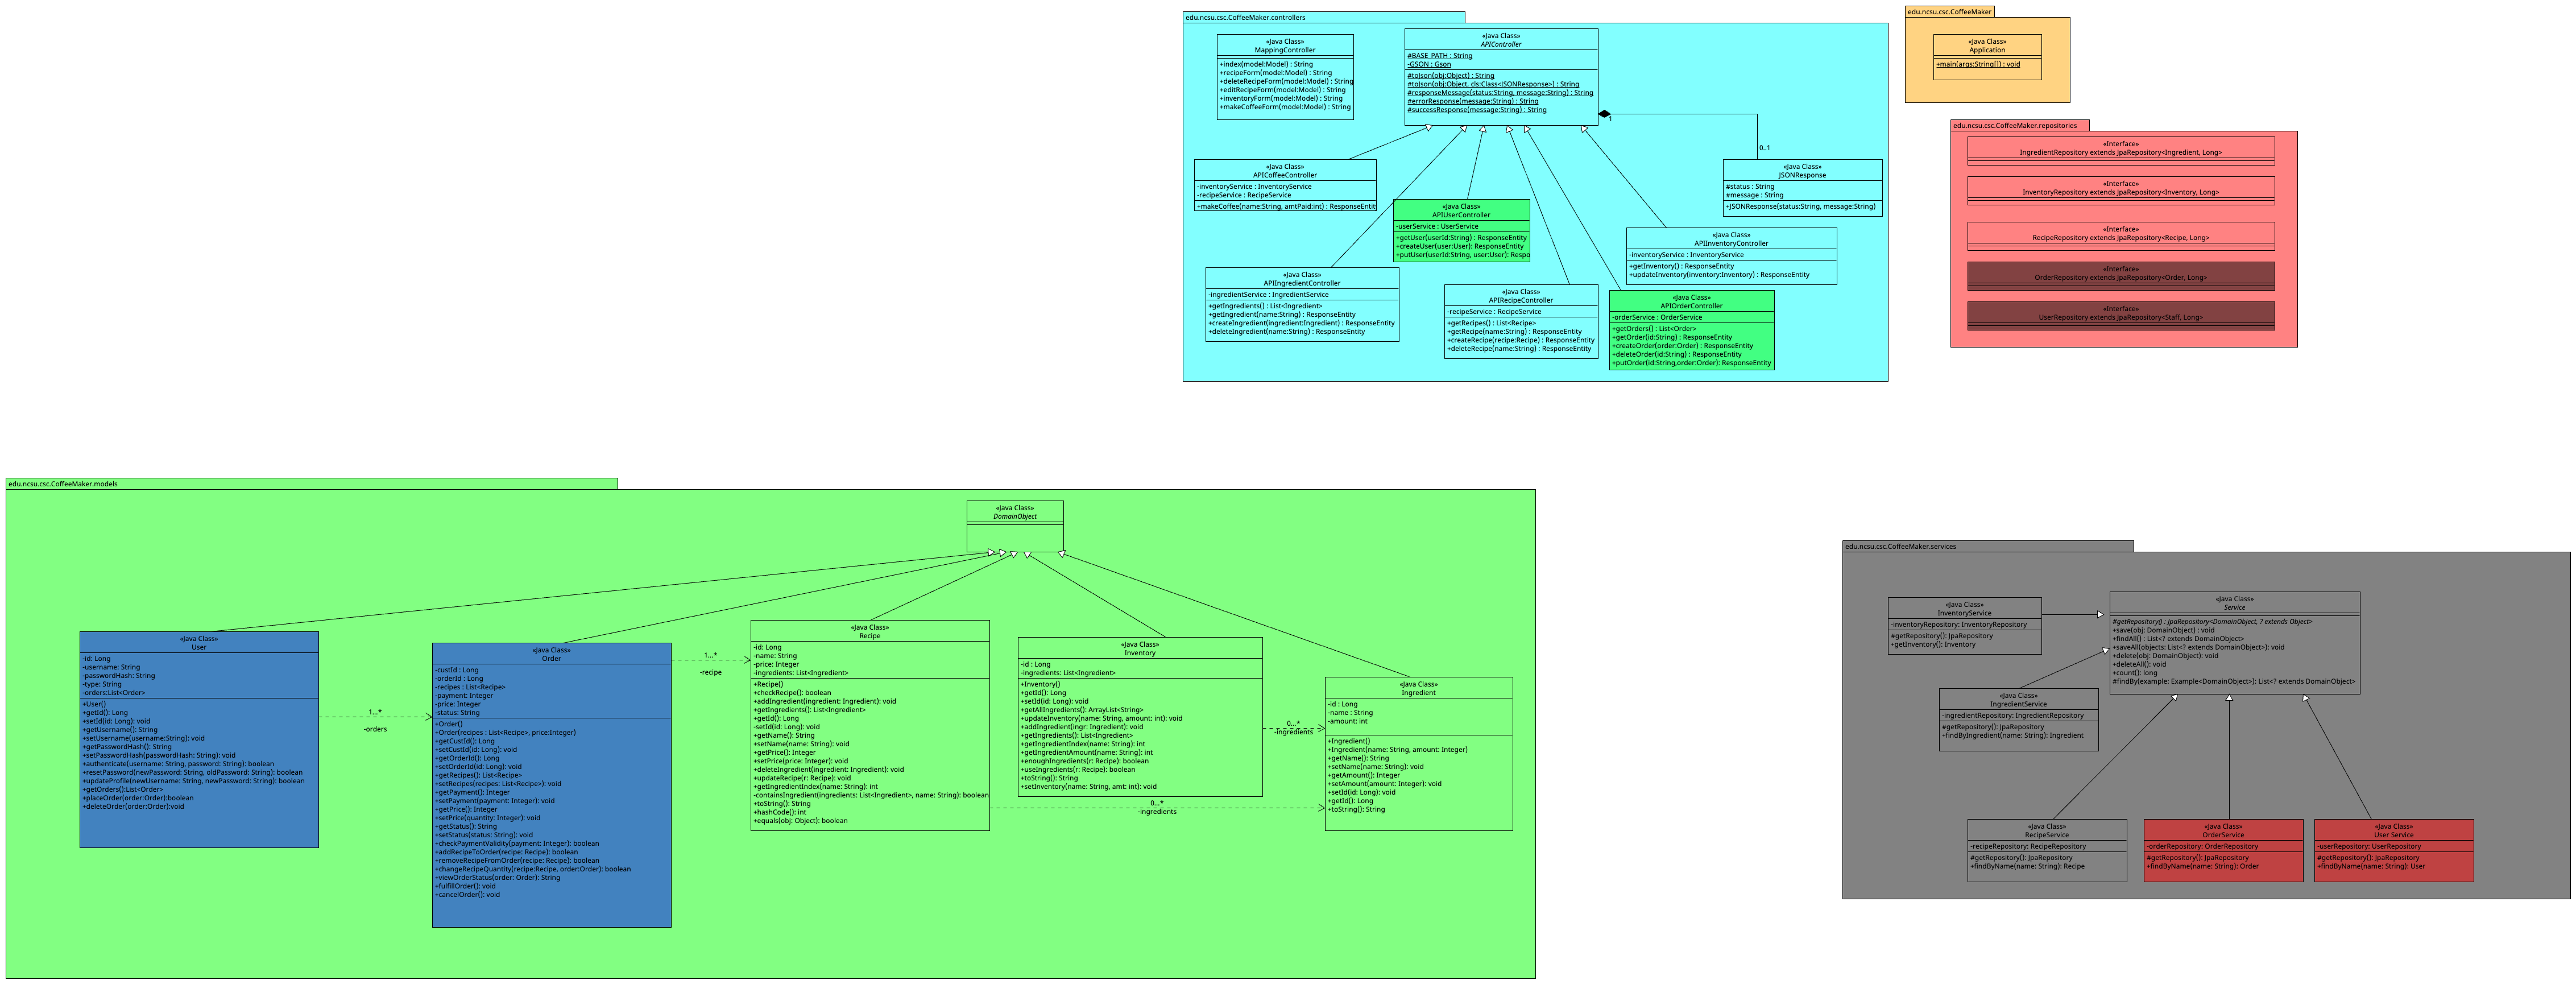 edu.ncsu.csc.CoffeeMaker.controllers
«Java Class»
MappingController
+index(model:Model) : String
+recipeForm(model:Model) : String
+deleteRecipeForm(model:Model) : String
+editRecipeForm(model:Model) : String
+inventoryForm(model:Model) : String
+makeCoffeeForm(model:Model) : String
«Java Class»
APIController
#BASE_PATH : String
-GSON : Gson
#toJson(obj:Object) : String
#toJson(obj:Object, cls:Class<JSONResponse>) : String
#responseMessage(status:String, message:String) : String
#errorResponse(message:String) : String
#successResponse(message:String) : String
1
0..1
«Java Class»
APICoffeeController
-inventoryService : InventoryService
-recipeService : RecipeService
+makeCoffee(name:String, amtPaid:int) : ResponseEntit
«Java Class»
JSONResponse
#status : String
#message : String
+JSONResponse(status:String, message:String)
«Java Class»
APIUserController
-userService : UserService
+getUser(userId:String) : ResponseEntity
+createUser(user:User): ResponseEntity
+putUser(userId:String, user:User): Respo
«Java Class»
APIInventoryController
-inventoryService : InventoryService
+getInventory() : ResponseEntity
+updateInventory(inventory:Inventory) : ResponseEntity
«Java Class»
APIIngredientController
-ingredientService : IngredientService
+getIngredients() : List<Ingredient>
+getIngredient(name:String) : ResponseEntity
+createIngredient(ingredient:Ingredient) : ResponseEntity
+deleteIngredient(name:String) : ResponseEntity
«Java Class»
APIRecipeController
-recipeService : RecipeService
+getRecipes() : List<Recipe>
+getRecipe(name:String) : ResponseEntity
+createRecipe(recipe:Recipe) : ResponseEntity
+deleteRecipe(name:String) : ResponseEntity
«Java Class»
APIOrderController
-orderService : OrderService
+getOrders() : List<Order>
+getOrder(id:String) : ResponseEntity
+createOrder(order:Order) : ResponseEntity
+deleteOrder(id:String) : ResponseEntity
+putOrder(id:String,order:Order): ResponseEntity
edu.ncsu.csc.CoffeeMaker
«Java Class»
Application
+main(args:String[]) : void
edu.ncsu.csc.CoffeeMaker.repositories
«Interface»
IngredientRepository extends JpaRepository<Ingredient, Long>
«Interface»
InventoryRepository extends JpaRepository<Inventory, Long>
«Interface»
RecipeRepository extends JpaRepository<Recipe, Long>
«Interface»
OrderRepository extends JpaRepository<Order, Long>
«Interface»
UserRepository extends JpaRepository<Staff, Long>
edu.ncsu.csc.CoffeeMaker.models
«Java Class»
DomainObject
«Java Class»
User
-id: Long
-username: String
-passwordHash: String
-type: String
-orders:List<Order>
+User()
+getId(): Long
+setId(id: Long): void
+getUsername(): String
+setUsername(username:String): void
+getPasswordHash(): String
+setPasswordHash(passwordHash: String): void
+authenticate(username: String, password: String): boolean
+resetPassword(newPassword: String, oldPassword: String): boolean
+updateProfile(newUsername: String, newPassword: String): boolean
+getOrders():List<Order>
+placeOrder(order:Order):boolean
+deleteOrder(order:Order):void
1...*
-orders
«Java Class»
Order
-custId : Long
-orderId : Long
-recipes : List<Recipe>
-payment: Integer
-price: Integer
-status: String
+Order()
+Order(recipes : List<Recipe>, price:Integer)
+getCustId(): Long
+setCustId(id: Long): void
+getOrderId(): Long
+setOrderId(id: Long): void
+getRecipes(): List<Recipe>
+setRecipes(recipes: List<Recipe>): void
+getPayment(): Integer
+setPayment(payment: Integer): void
+getPrice(): Integer
+setPrice(quantity: Integer): void
+getStatus(): String
+setStatus(status: String): void
+checkPaymentValidity(payment: Integer): boolean
+addRecipeToOrder(recipe: Recipe): boolean
+removeRecipeFromOrder(recipe: Recipe): boolean
+changeRecipeQuantity(recipe:Recipe, order:Order): boolean
+viewOrderStatus(order: Order): String
+fulfillOrder(): void
+cancelOrder(): void
1...*
-recipe
«Java Class»
Recipe
-id: Long
-name: String
-price: Integer
-ingredients: List<Ingredient>
+Recipe()
+checkRecipe(): boolean
+addIngredient(ingredient: Ingredient): void
+getIngredients(): List<Ingredient>
+getId(): Long
-setId(id: Long): void
+getName(): String
+setName(name: String): void
+getPrice(): Integer
+setPrice(price: Integer): void
+deleteIngredient(ingredient: Ingredient): void
+updateRecipe(r: Recipe): void
+getIngredientIndex(name: String): int
-containsIngredient(ingredients: List<Ingredient>, name: String): boolean
+toString(): String
+hashCode(): int
+equals(obj: Object): boolean
«Java Class»
Inventory
-id : Long
-ingredients: List<Ingredient>
+Inventory()
+getId(): Long
+setId(id: Long): void
+getAllIngredients(): ArrayList<String>
+updateInventory(name: String, amount: int): void
+addIngredient(ingr: Ingredient): void
+getIngredients(): List<Ingredient>
+getIngredientIndex(name: String): int
+getIngredientAmount(name: String): int
+enoughIngredients(r: Recipe): boolean
+useIngredients(r: Recipe): boolean
+toString(): String
+setInventory(name: String, amt: int): void
0...*
-ingredients
0...*
-ingredients
«Java Class»
Ingredient
-id : Long
-name : String
-amount: int
+Ingredient()
+Ingredient(name: String, amount: Integer)
+getName(): String
+setName(name: String): void
+getAmount(): Integer
+setAmount(amount: Integer): void
+setId(id: Long): void
+getId(): Long
+toString(): String
edu.ncsu.csc.CoffeeMaker.services
«Java Class»
InventoryService
-inventoryRepository: InventoryRepository
#getRepository(): JpaRepository
+getInventory(): Inventory
«Java Class»
Service
#getRepository() : JpaRepository<DomainObject, ? extends Object>
+save(obj: DomainObject) : void
+findAll() : List<? extends DomainObject>
+saveAll(objects: List<? extends DomainObject>): void
+delete(obj: DomainObject): void
+deleteAll(): void
+count(): long
#findBy(example: Example<DomainObject>): List<? extends DomainObject>
«Java Class»
IngredientService
-ingredientRepository: IngredientRepository
#getRepository(): JpaRepository
+findByIngredient(name: String): Ingredient
«Java Class»
RecipeService
-recipeRepository: RecipeRepository
#getRepository(): JpaRepository
+findByName(name: String): Recipe
«Java Class»
OrderService
-orderRepository: OrderRepository
#getRepository(): JpaRepository
+findByName(name: String): Order
«Java Class»
User Service
-userRepository: UserRepository
#getRepository(): JpaRepository
+findByName(name: String): User